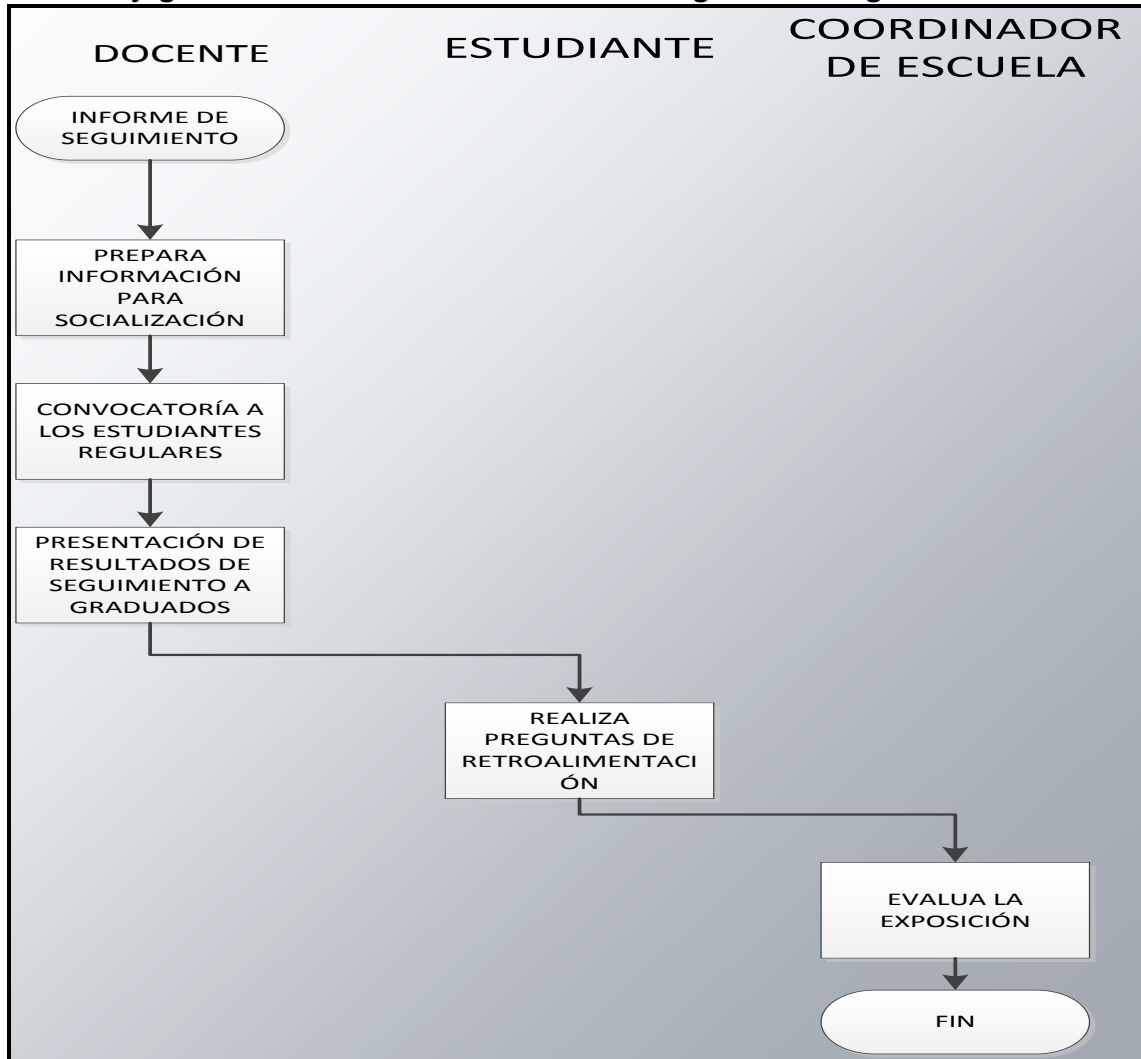 DOCENTE
ESTUDIANTE
COORDINADOR
DE ESCUELA
INFORME DE
SEGUIMIENTO
PREPARA
INFORMACIÓN
PARA
SOCIALIZACIÓN
CONVOCATORÍA A
LOS ESTUDIANTES
REGULARES
PRESENTACIÓN DE
RESULTADOS DE
SEGUIMIENTO A
GRADUADOS
REALIZA
PREGUNTAS DE
RETROALIMENTACI
ÓN
EVALUA LA
EXPOSICIÓN
FIN